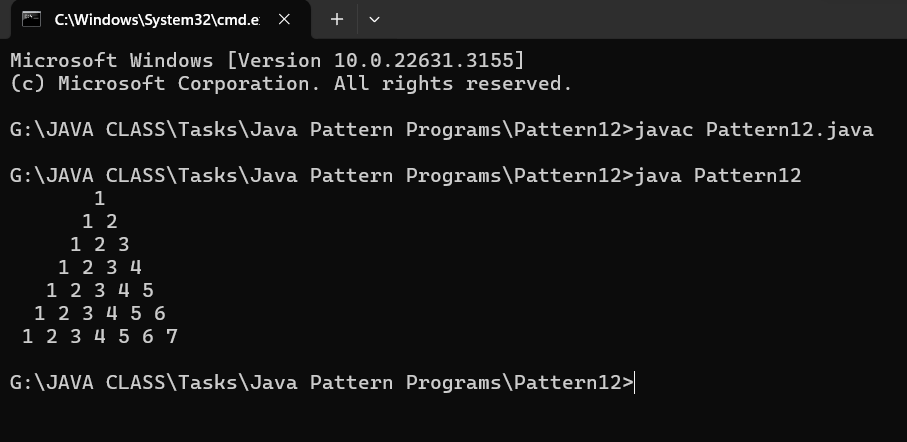 C:\Windows\System32\cmd.e
Microsoft Windows [Version 10.0.22631.3155]
(c) Microsoft Corporation. All rights reserved.
G:\JAVA CLASS\Tasks\Java Pattern Programs\Pattern12>javac Pattern12.java
G:\JAVA CLASS\Tasks\Java Pattern Programs\Pattern12>java Pattern12
       1
      1 2
     1 2 3
    1 2 3 4
   1 2 3 4 5
  1 2 3 4 5 6
 1 2 3 4 5 6 7
G:\JAVA CLASS\Tasks\Java Pattern Programs\Pattern12>